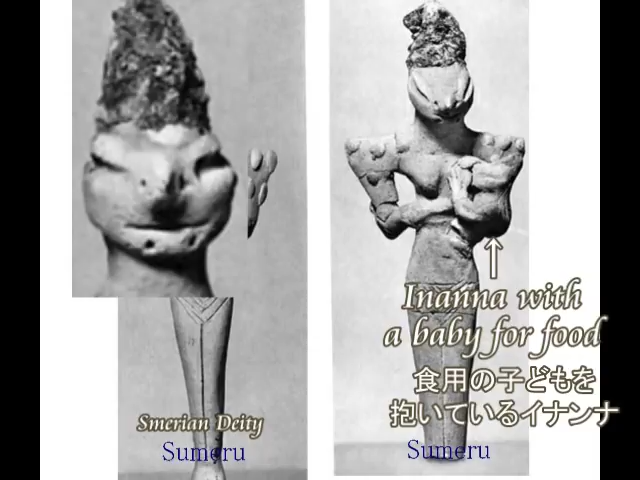 Smerian Deity
Sumeru
↑
Inanna with
a baby for food
食用の子どもを
抱いているイナンナ
Sumeru